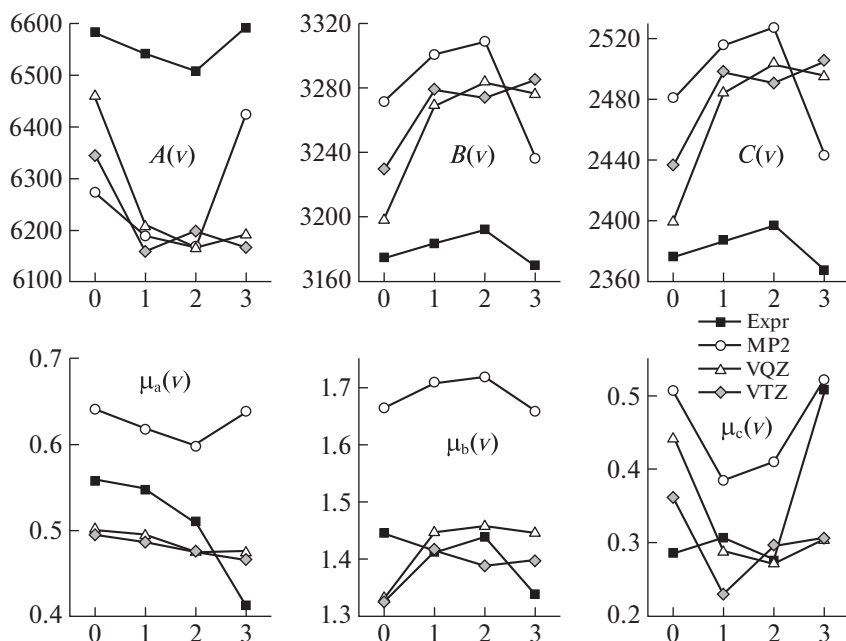 6600
6500
6400
6300
6200
6100
A(v)
0 1 2 3
3320
3280
3240
3200
3160
B(v)
0 1 2 3
2520
2480
2440
2400
2360
C(v)
0 1 2 3
Expr
MP2
VQZ
VTZ
0.7
0.6
0.5
0.4
μa(v)
0 1 2 3
1.7
1.6
1.5
1.4
1.3
μb(v)
0 1 2 3
0.5
0.4
0.3
0.2
μc(v)
0 1 2 3